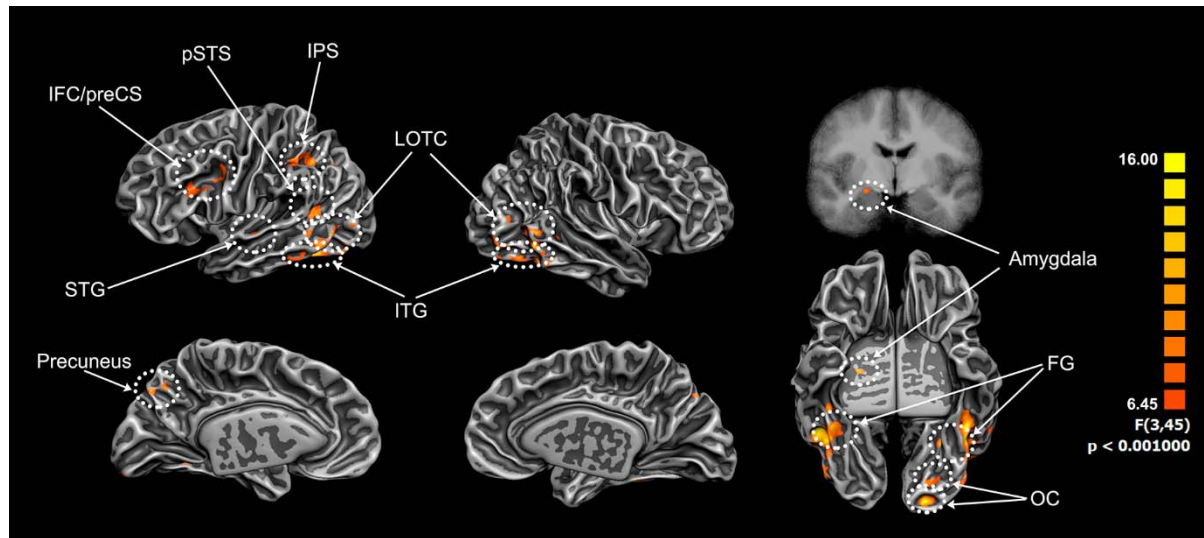 pSTS
IPS
IFC/preCS
LOTC
STG
ITG
Precuneus
16.00
Amygdala
FG
6.45
F(3,45)
p < 0.001000
OC